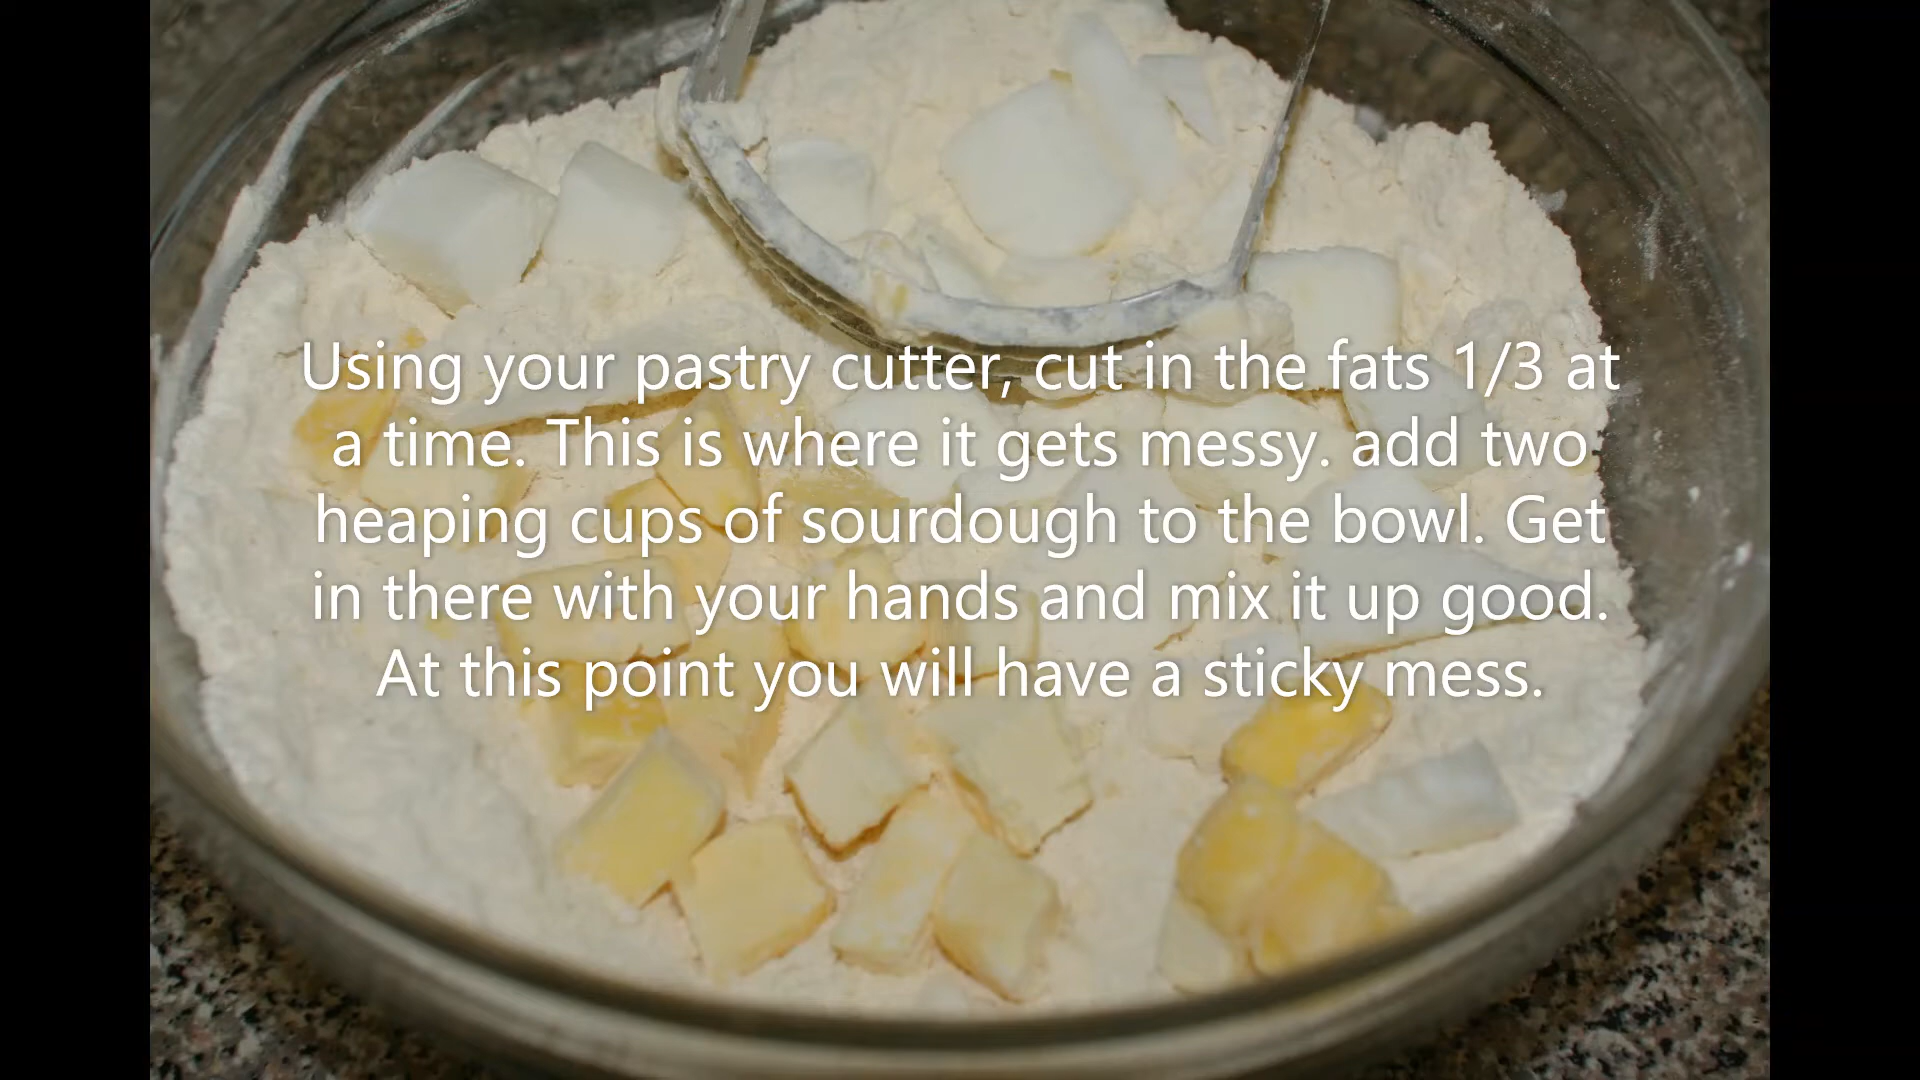 Using your pastry cutter, cut in the fats 1/3 at
a time. This is where it gets messy. add two
heaping cups of sourdough to the bowl. Get
in there with your hands and mix it up good.
At this point you will have a sticky mess.